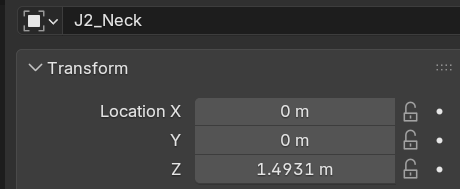 J2_Neck
Transform
Location X 0 m
Y 0 m
Z 1.4931 m